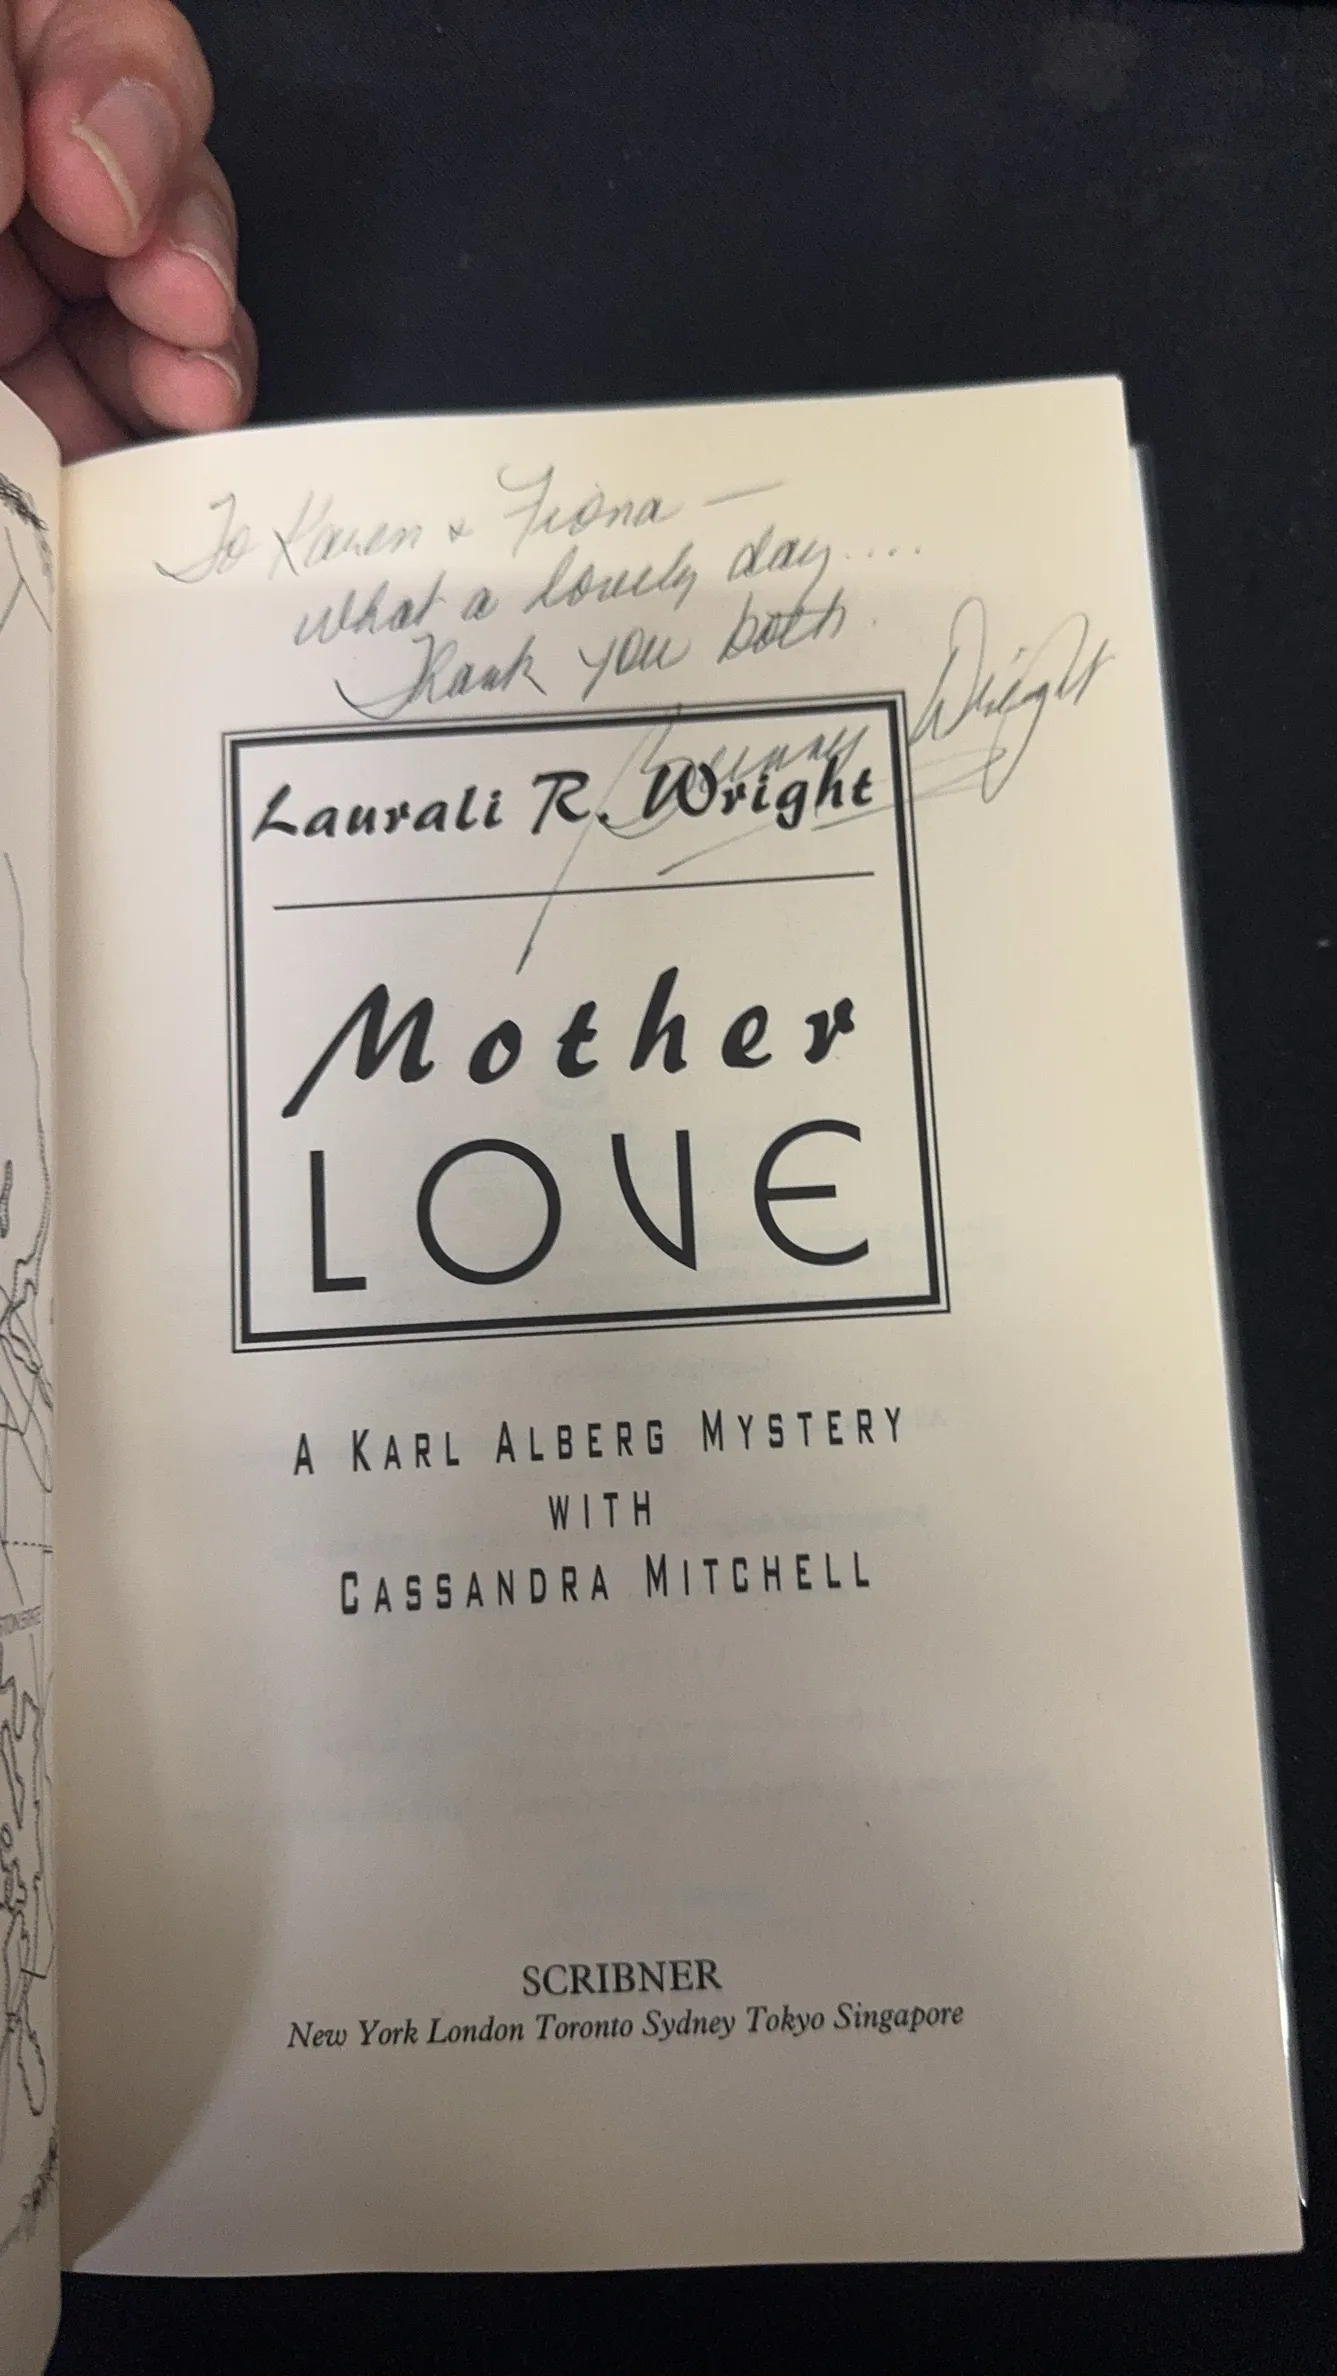 To Karen & Fiona —
what a lovely day....
Thank you both.
Bunny Wright
Laurali R. Wright
Mother
LOVE
A KARL ALBERG MYSTERY
WITH
CASSANDRA MITCHELL
SCRIBNER
New York London Toronto Sydney Tokyo Singapore